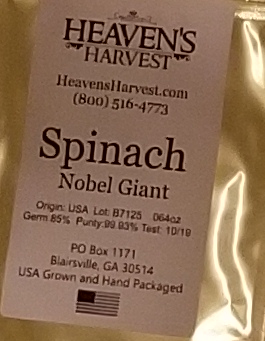 HEAVEN'S
HARVEST
HeavensHarvest.com
(800) 516-4773
Spinach
Nobel Giant
Origin: USA Lot: B7125 .064oz
Germ 85% Purity:99.93% Test: 10/19
PO Box 1171
Blairsville, GA 30514
USA Grown and Hand Packaged